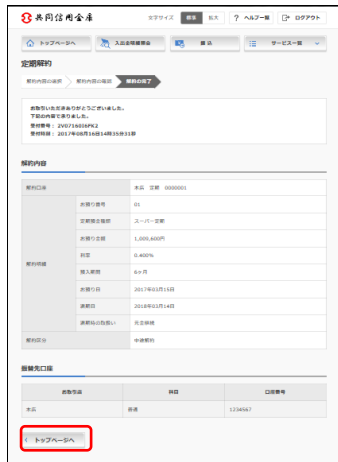 共同信用金庫
文字サイズ 標準 拡大 ? ヘルプ一覧 ログアウト
トップページへ 入出金明細照会 振込 サービス一覧
定期解約
解約内容の選択 解約内容の確認 解約の完了
お取引いただきありがとうございました。
下記の内容で承りました。
受付番号： 2V07160I6PK2
受付時刻： 2017年08月16日14時35分31秒
解約内容
解約口座 本店 定期 0000001
解約明細
お預り番号 01
定期預金種類 スーパー定期
お預り金額 1,009,600円
利率 0.400%
預入期間 6ヶ月
お預り日 2017年03月15日
満期日 2018年03月14日
満期時の取扱い 元金継続
解約区分 中途解約
振替先口座
お取引店 科目 口座番号
本店 普通 1234567
トップページへ